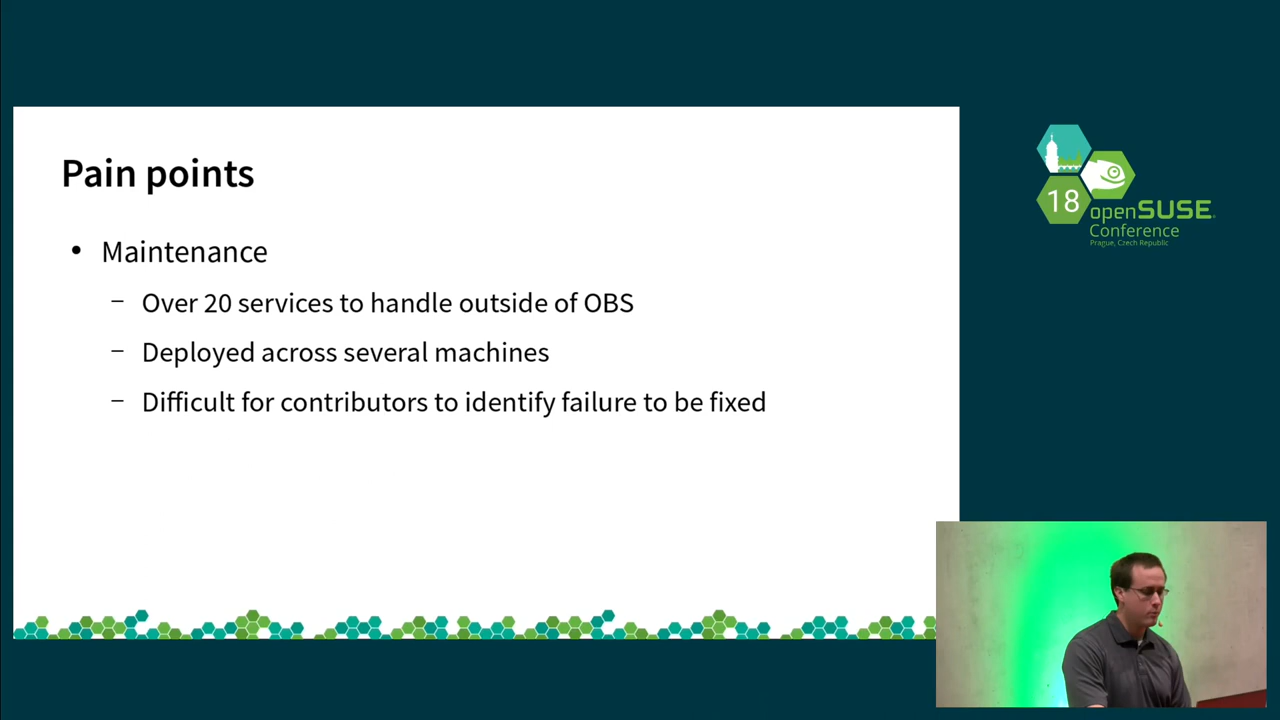 Pain points
• Maintenance
– Over 20 services to handle outside of OBS
– Deployed across several machines
– Difficult for contributors to identify failure to be fixed
18
openSUSE
Conference
Prague, Czech Republic